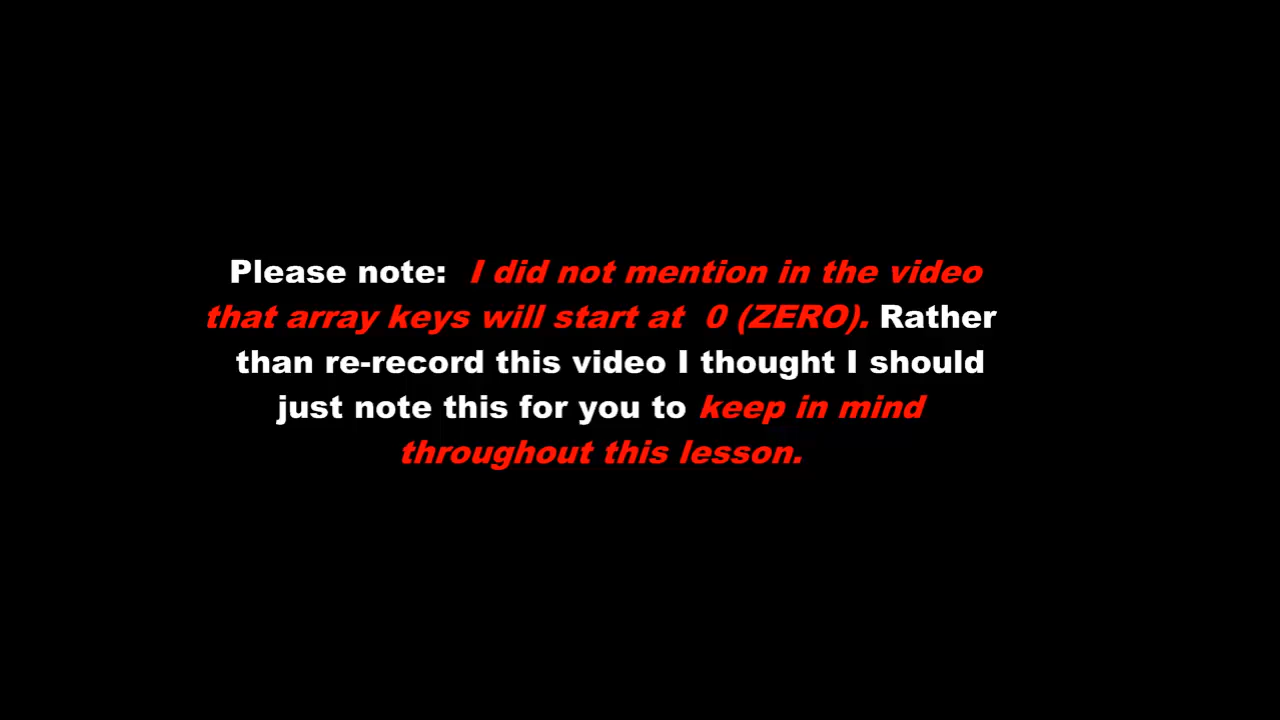 Please note: I did not mention in the video
that array keys will start at 0 (ZERO). Rather
than re-record this video I thought I should
just note this for you to keep in mind
throughout this lesson.